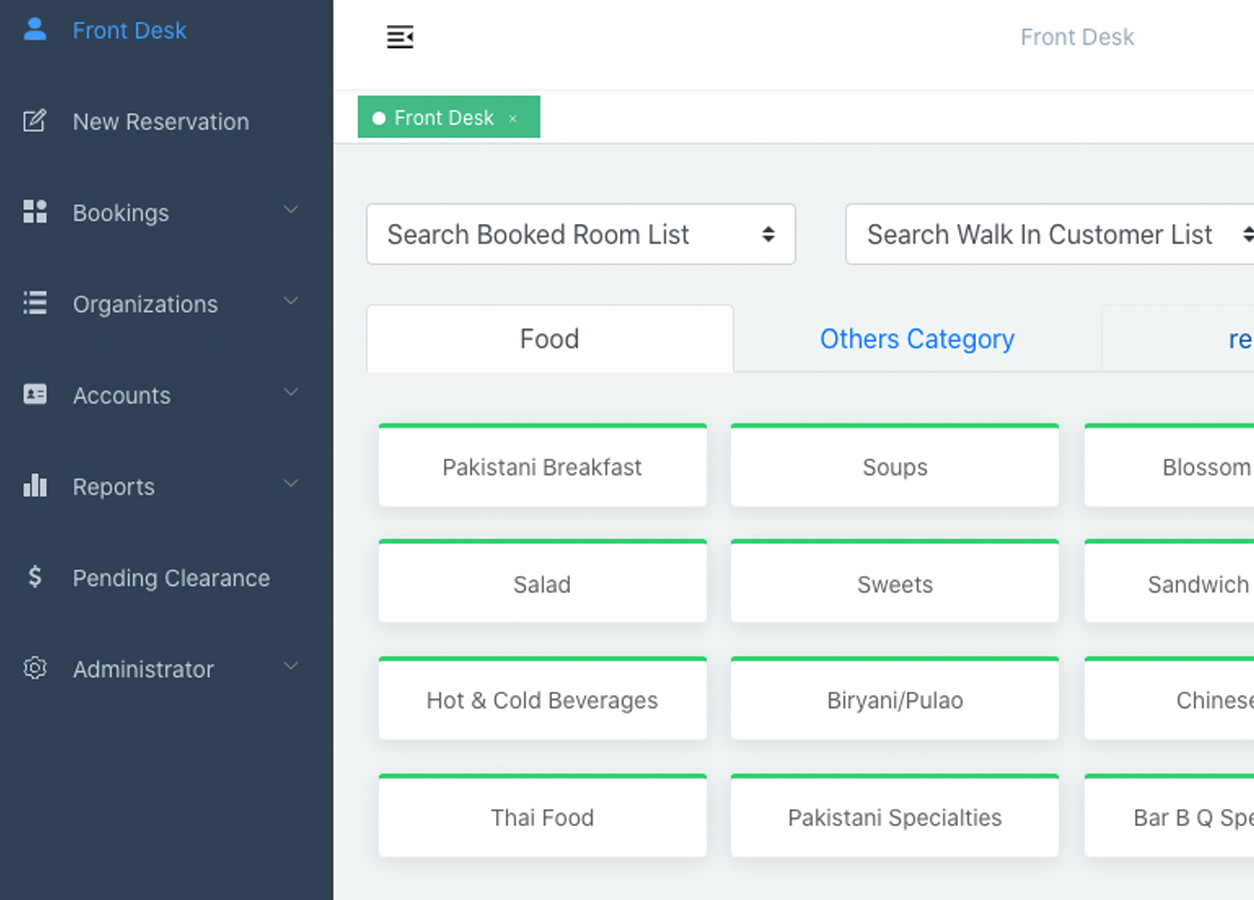 Front Desk
New Reservation
Bookings
Organizations
Accounts
Reports
Pending Clearance
Administrator
Front Desk
Front Desk ×
Search Booked Room List
Search Walk In Customer List
Food
Others Category
re
Pakistani Breakfast
Soups
Blossom
Salad
Sweets
Sandwich
Hot & Cold Beverages
Biryani/Pulao
Chinese
Thai Food
Pakistani Specialties
Bar B Q Spe